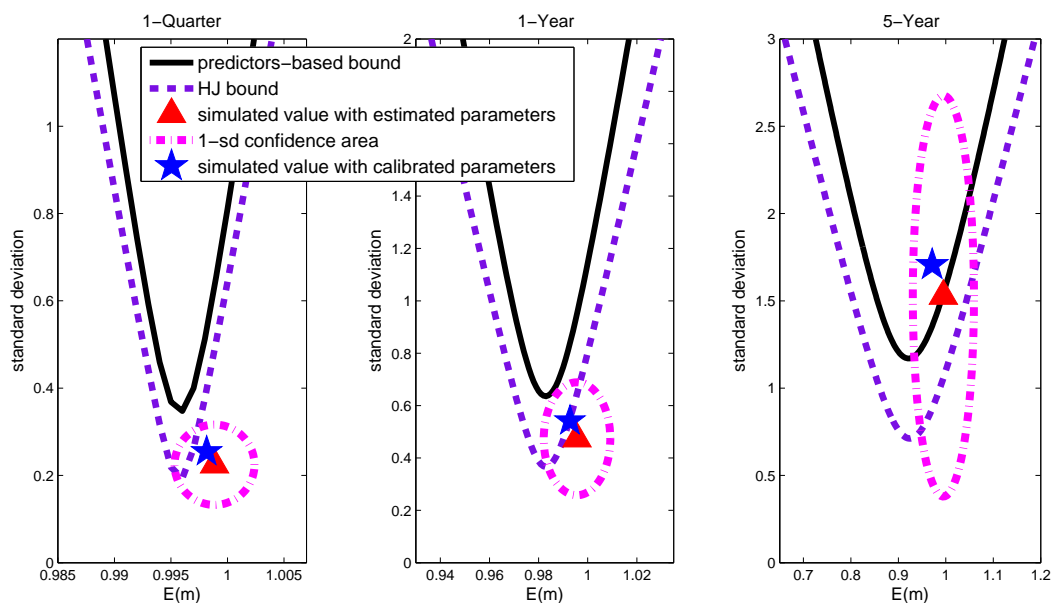 1−Quarter
1−Year
5−Year
predictors−based bound
HJ bound
simulated value with estimated parameters
1−sd confidence area
simulated value with calibrated parameters
standard deviation
1
0.8
0.6
0.4
0.2
0
0.985
0.99
0.995
1
1.005
E(m)
standard deviation
2
1.4
1.2
1
0.8
0.6
0.4
0.2
0
0.94
0.96
0.98
1
1.02
E(m)
standard deviation
3
2.5
2
1.5
1
0.5
0
0.7
0.8
0.9
1
1.1
1.2
E(m)